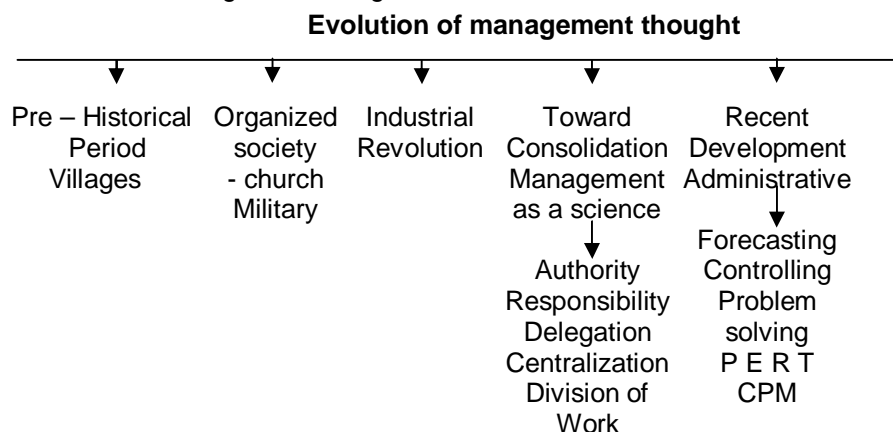 Evolution of management thought
Pre – Historical
Period
Villages
Organized
society
- church
Military
Industrial
Revolution
Toward
Consolidation
Management
as a science
Authority
Responsibility
Delegation
Centralization
Division of
Work
Recent
Development
Administrative
Forecasting
Controlling
Problem
solving
P E R T
CPM